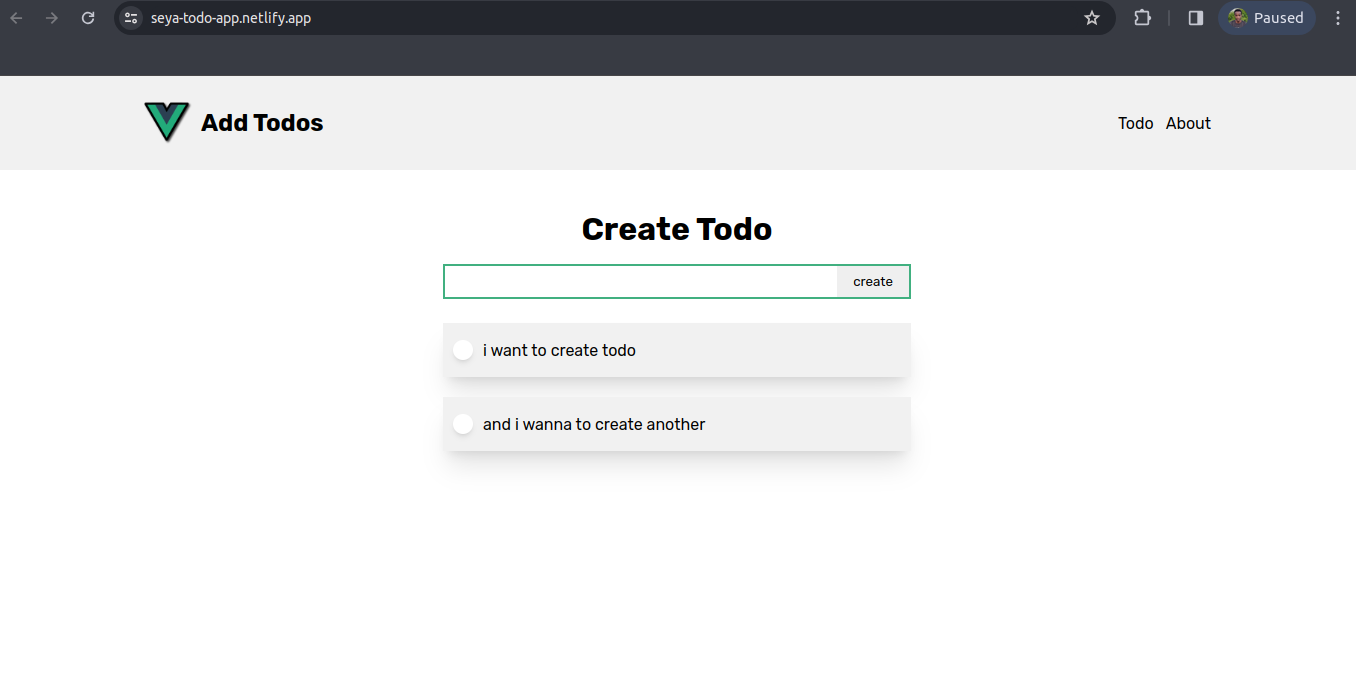 seya-todo-app.netlify.app
Paused
Add Todos
Todo About
Create Todo
create
i want to create todo
and i wanna to create another